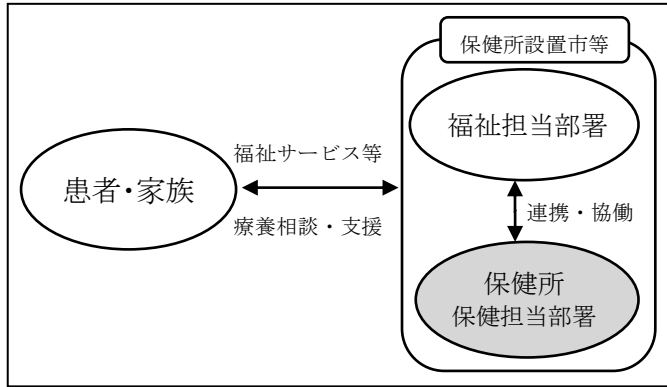 保健所設置市等
福祉担当部署
福祉サービス等
患者・家族
療養相談・支援
連携・協働
保健所
保健担当部署